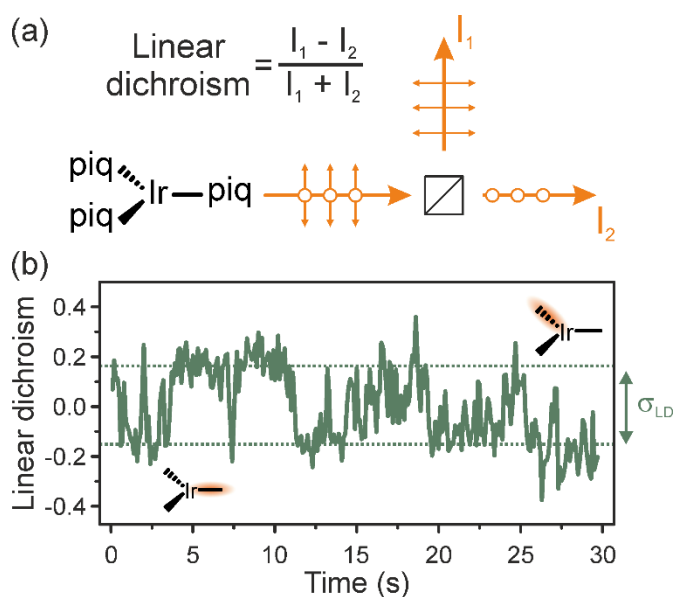 (a)
Linear dichroism = I₁ - I₂ / I₁ + I₂
I₁
piq
Ir
piq
piq
I₂
(b)
Linear dichroism
0.4
0.2
0.0
-0.2
-0.4
Ir
Ir
σLD
0
5
10
15
20
25
30
Time (s)